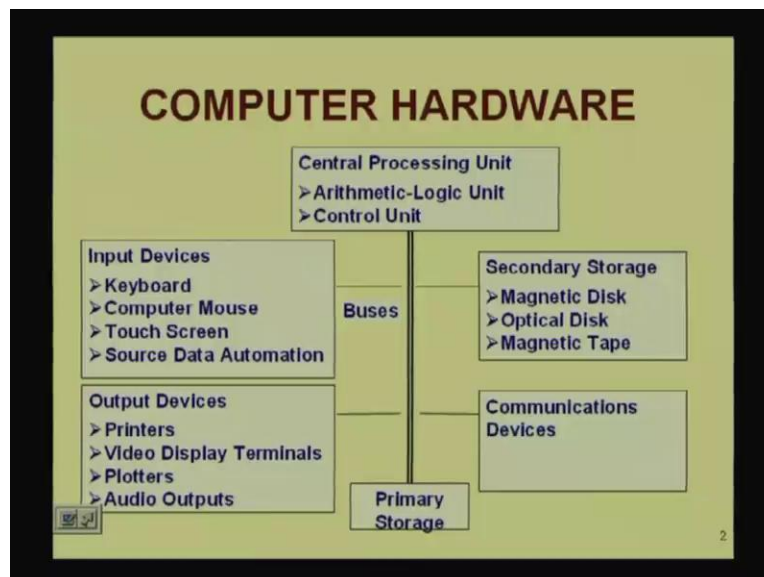 COMPUTER HARDWARE
Central Processing Unit
➢Arithmetic-Logic Unit
➢Control Unit
Input Devices
➢Keyboard
➢Computer Mouse
➢Touch Screen
➢Source Data Automation
Buses
Secondary Storage
➢Magnetic Disk
➢Optical Disk
➢Magnetic Tape
Output Devices
➢Printers
➢Video Display Terminals
➢Plotters
➢Audio Outputs
Communications
Devices
Primary
Storage
2